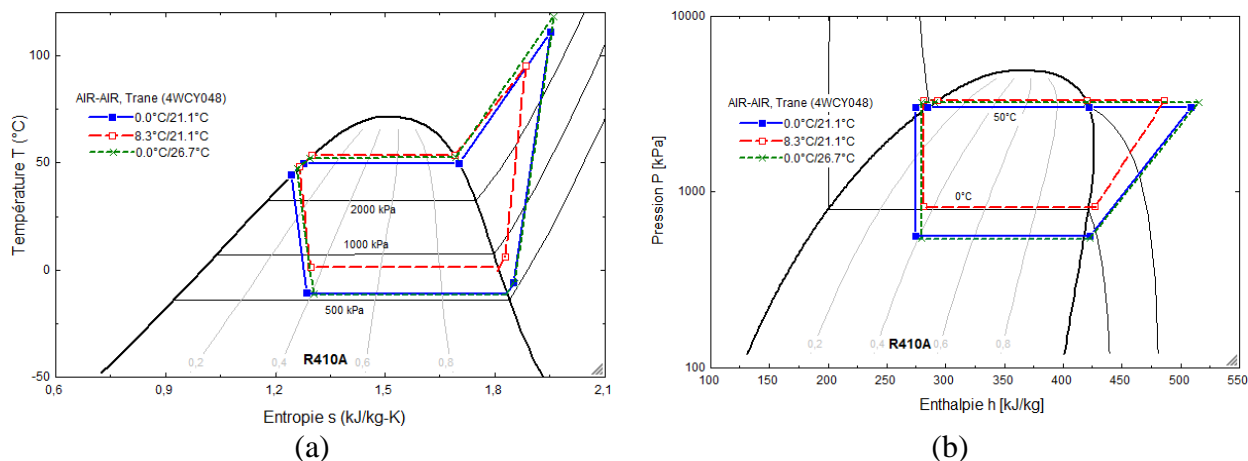 AIR-AIR, Trane (4WCY048)
0.0°C/21.1°C
8.3°C/21.1°C
0.0°C/26.7°C
2000 kPa
1000 kPa
500 kPa
0,2 0,4 0,6 0,8
R410A
100
50
0
-50
0,6 0,9 1,2 1,5 1,8 2,1
Température T (°C)
Entropie s (kJ/kg-K)
(a)
AIR-AIR, Trane (4WCY048)
0.0°C/21.1°C
8.3°C/21.1°C
0.0°C/26.7°C
50°C
0°C
0,2 0,4 0,6 0,8
R410A
10000
1000
100
100 150 200 250 300 350 400 450 500 550
Pression P [kPa]
Enthalpie h [kJ/kg]
(b)